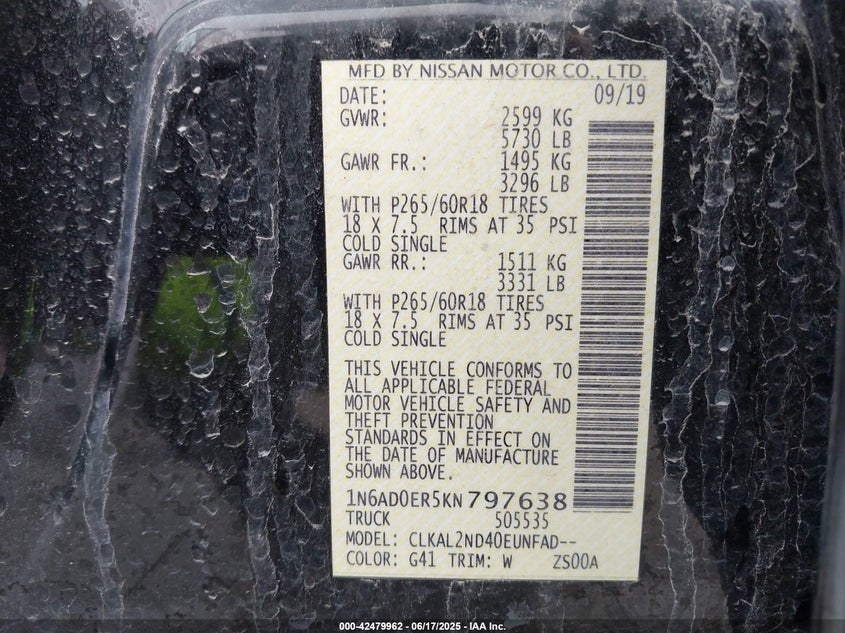 MFD BY NISSAN MOTOR CO., LTD.
DATE: 09/19
GVWR: 2599 KG
5730 LB
GAWR FR.: 1495 KG
3296 LB
WITH P265/60R18 TIRES
18 X 7.5 RIMS AT 35 PSI
COLD SINGLE
GAWR RR.: 1511 KG
3331 LB
WITH P265/60R18 TIRES
18 X 7.5 RIMS AT 35 PSI
COLD SINGLE
THIS VEHICLE CONFORMS TO
ALL APPLICABLE FEDERAL
MOTOR VEHICLE SAFETY AND
THEFT PREVENTION
STANDARDS IN EFFECT ON
THE DATE OF MANUFACTURE
SHOWN ABOVE.
1N6AD0ER5KN797638
TRUCK 505535
MODEL: CLKAL2ND40EUNFAD--
COLOR: G41 TRIM: W ZS00A
000-42479962 - 06/17/2025 - IAA Inc.